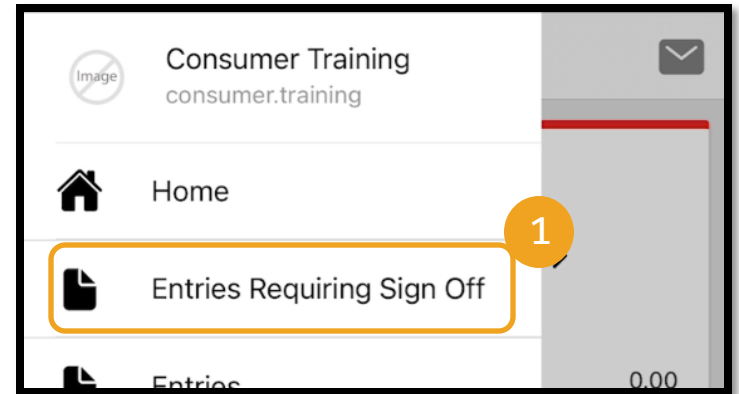 Image
Consumer Training
consumer.training
Home
1
Entries Requiring Sign Off
Entries
0.00